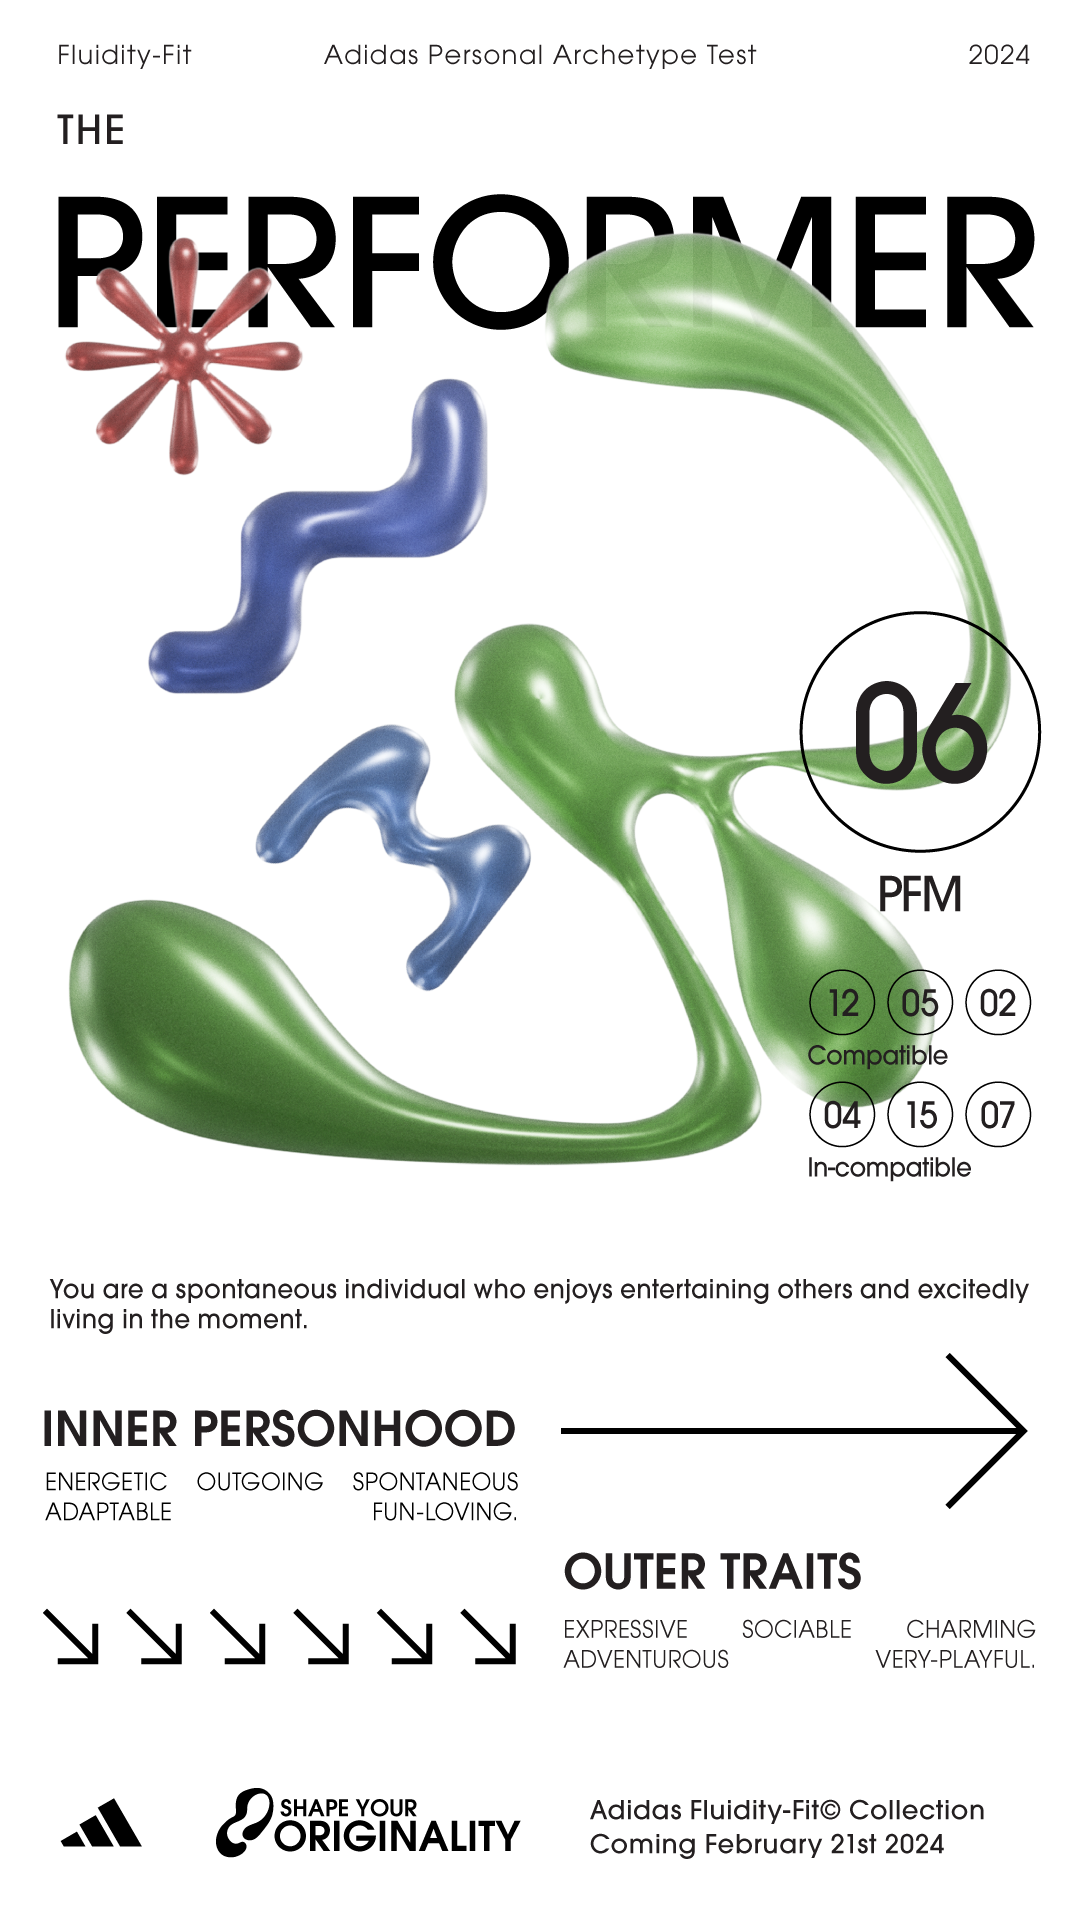 Fluidity-Fit
Adidas Personal Archetype Test
2024
THE
PERFORMER
06
PFM
12 05 02
Compatible
04 15 07
In-compatible
You are a spontaneous individual who enjoys entertaining others and excitedly
living in the moment.
INNER PERSONHOOD
ENERGETIC OUTGOING SPONTANEOUS
ADAPTABLE FUN-LOVING.
OUTER TRAITS
EXPRESSIVE SOCIABLE CHARMING
ADVENTUROUS VERY-PLAYFUL.
SHAPE YOUR
ORIGINALITY
Adidas Fluidity-Fit© Collection
Coming February 21st 2024